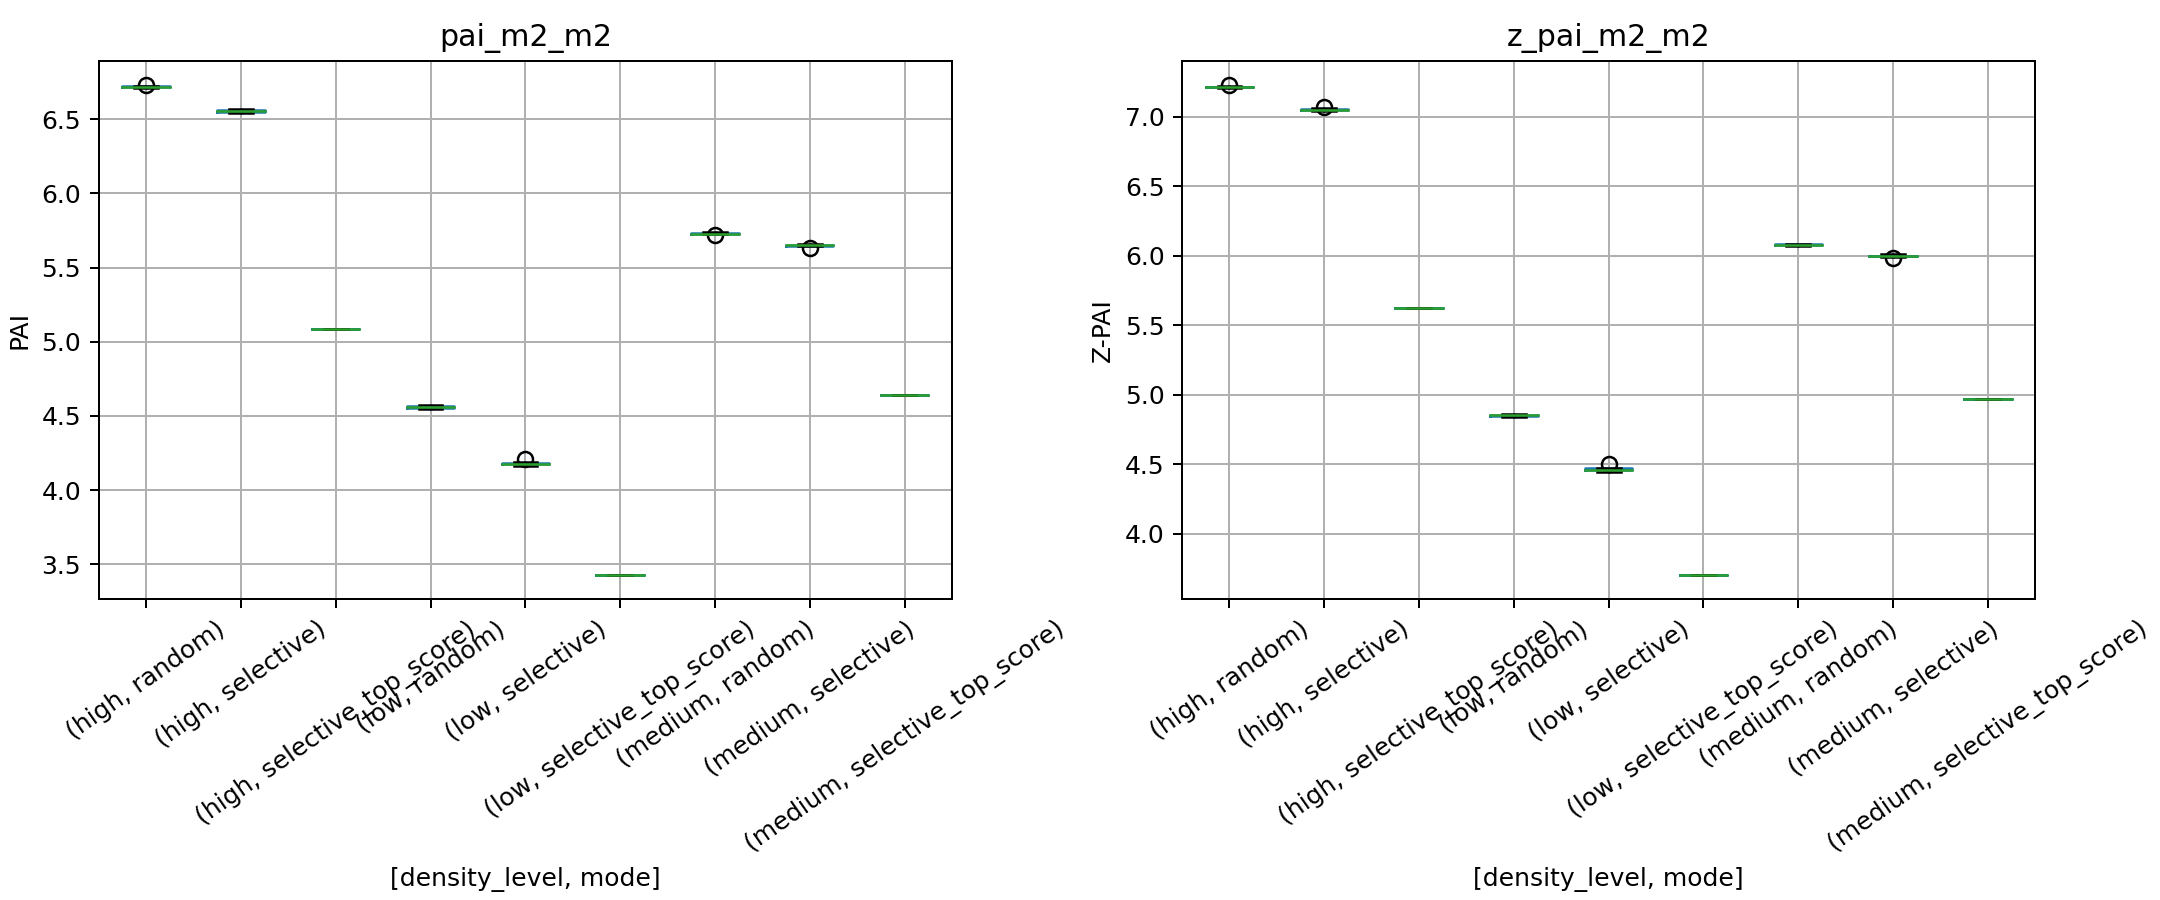 pai_m2_m2
PAI
6.5
6.0
5.5
5.0
4.5
4.0
3.5
(high, random)
(high, selective)
(high, selective_top_score)
(low, random)
(low, selective)
(low, selective_top_score)
(medium, random)
(medium, selective)
(medium, selective_top_score)
[density_level, mode]
z_pai_m2_m2
Z-PAI
7.0
6.5
6.0
5.5
5.0
4.5
4.0
(high, random)
(high, selective)
(high, selective_top_score)
(low, random)
(low, selective)
(low, selective_top_score)
(medium, random)
(medium, selective)
(medium, selective_top_score)
[density_level, mode]